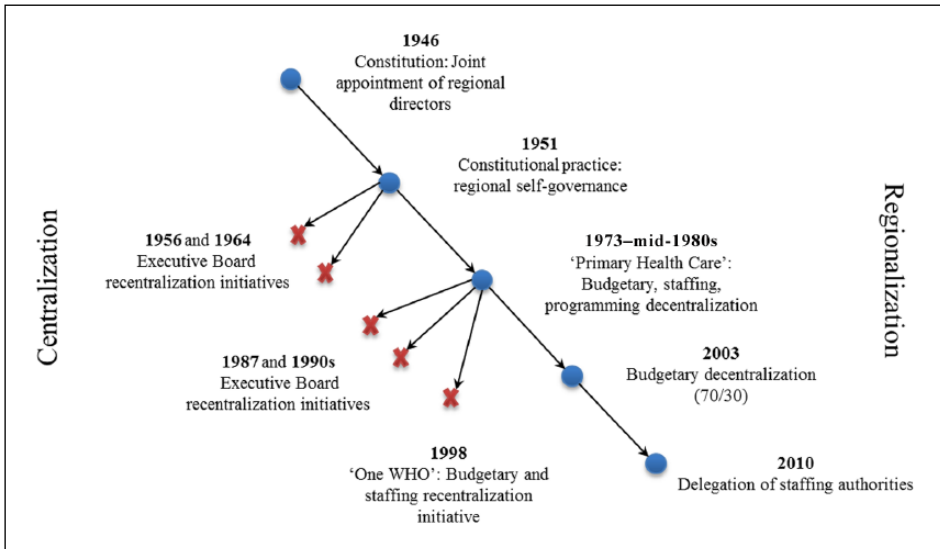 1946
Constitution: Joint
appointment of regional
directors
1951
Constitutional practice:
regional self-governance
Centralization
Regionalization
1956 and 1964
Executive Board
recentralization initiatives
1973–mid-1980s
‘Primary Health Care’:
Budgetary, staffing,
programming decentralization
1987 and 1990s
Executive Board
recentralization initiatives
2003
Budgetary decentralization
(70/30)
1998
‘One WHO’: Budgetary and
staffing recentralization
initiative
2010
Delegation of staffing authorities